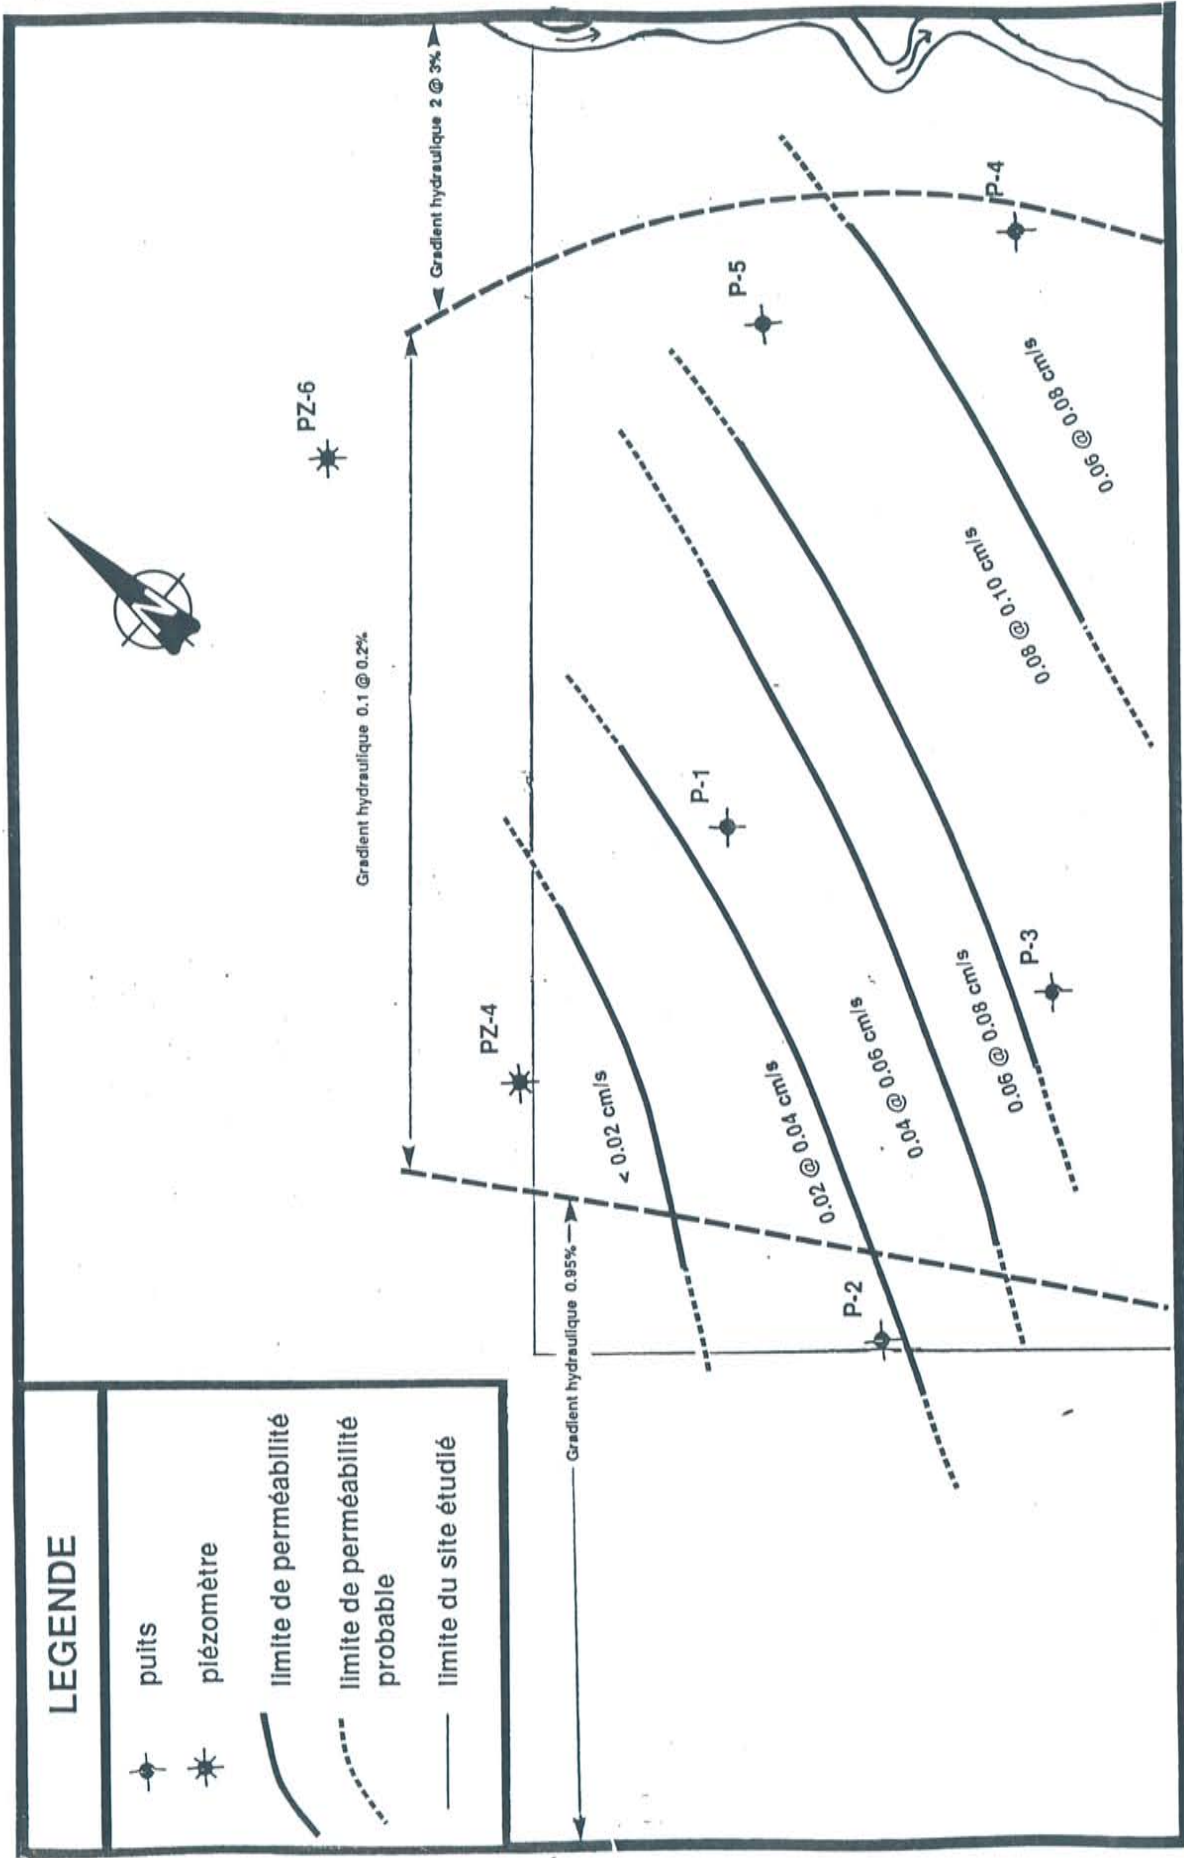 LEGENDE
puits
piézomètre
limite de perméabilité
limite de perméabilité
probable
limite du site étudié
N
Gradient hydraulique 0.95%
Gradient hydraulique 0.1 @ 0.2%
Gradient hydraulique 2 @ 3%
PZ-4
PZ-6
P-1
P-2
P-3
P-4
P-5
< 0.02 cm/s
0.02 @ 0.04 cm/s
0.04 @ 0.06 cm/s
0.06 @ 0.08 cm/s
0.08 @ 0.10 cm/s
0.06 @ 0.08 cm/s